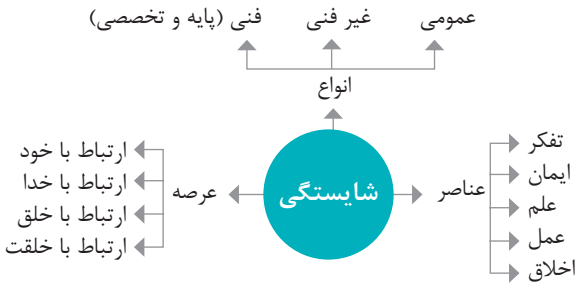 عمومی
غیر فنی
فنی (پایه و تخصصی)
انواع
شایستگی
عناصر
تفکر
ایمان
علم
عمل
اخلاق
عرصه
ارتباط با خود
ارتباط با خدا
ارتباط با خلق
ارتباط با خلقت